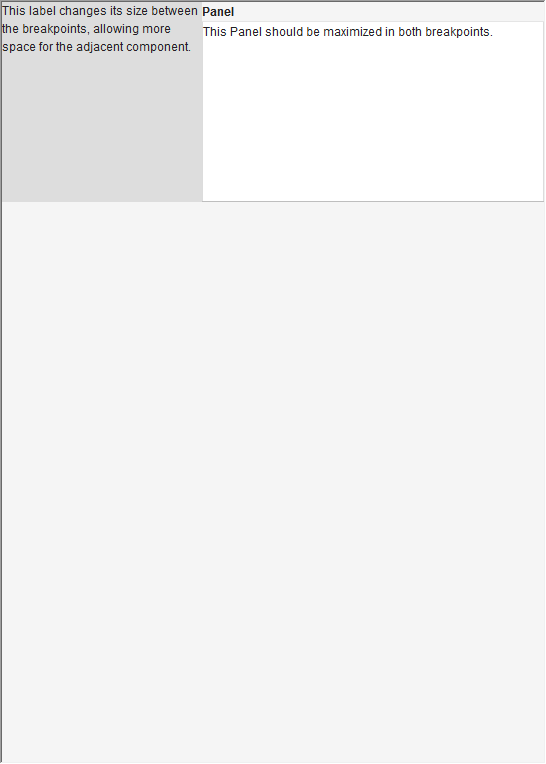 This label changes its size between
the breakpoints, allowing more
space for the adjacent component.
Panel
This Panel should be maximized in both breakpoints.